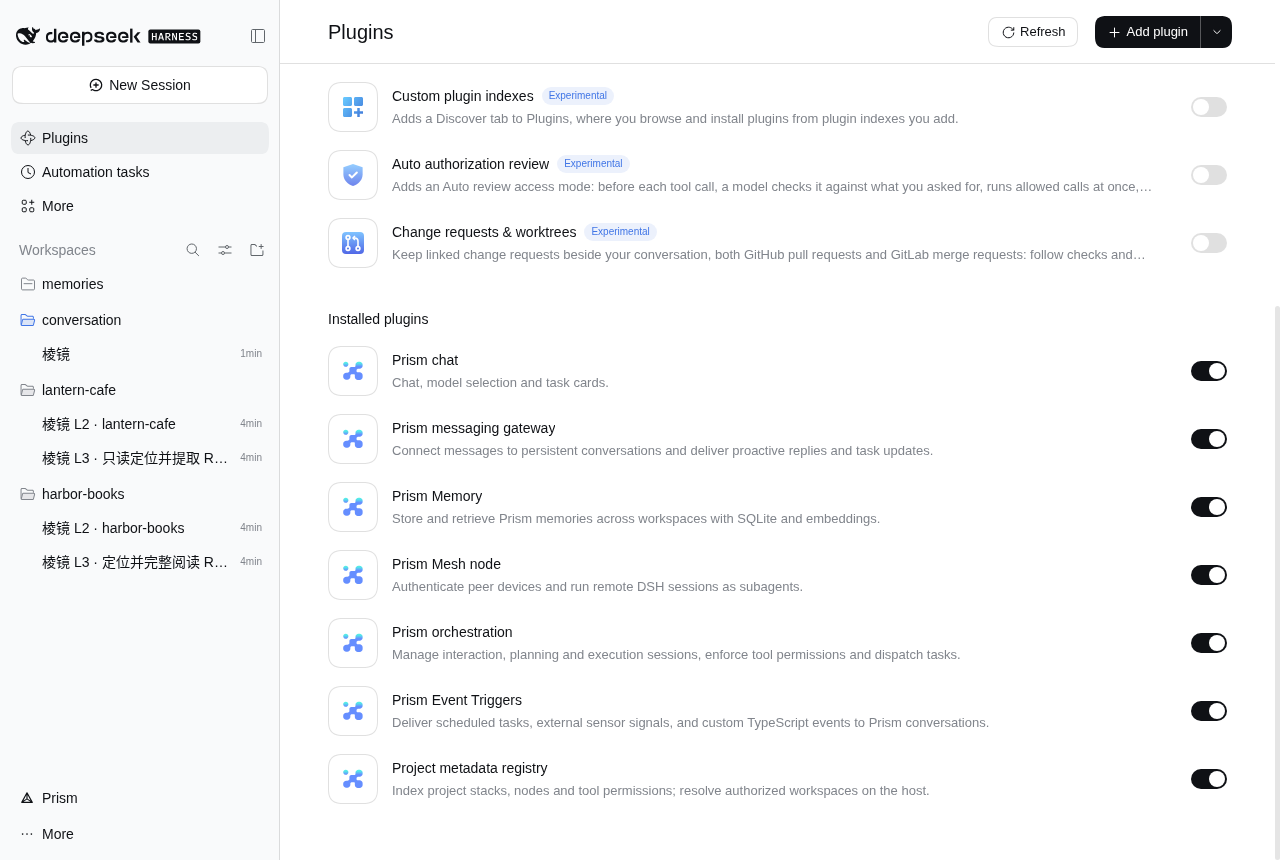 deepseek HARNESS
New Session
Plugins
Automation tasks
More
Workspaces
memories
conversation
棱镜 1min
lantern-cafe
棱镜 L2 · lantern-cafe 4min
棱镜 L3 · 只读定位并提取 R… 4min
harbor-books
棱镜 L2 · harbor-books 4min
棱镜 L3 · 定位并完整阅读 R… 4min
Prism
More
Plugins
Refresh
Add plugin
Custom plugin indexes Experimental
Adds a Discover tab to Plugins, where you browse and install plugins from plugin indexes you add.
Auto authorization review Experimental
Adds an Auto review access mode: before each tool call, a model checks it against what you asked for, runs allowed calls at once,…
Change requests & worktrees Experimental
Keep linked change requests beside your conversation, both GitHub pull requests and GitLab merge requests: follow checks and…
Installed plugins
Prism chat
Chat, model selection and task cards.
Prism messaging gateway
Connect messages to persistent conversations and deliver proactive replies and task updates.
Prism Memory
Store and retrieve Prism memories across workspaces with SQLite and embeddings.
Prism Mesh node
Authenticate peer devices and run remote DSH sessions as subagents.
Prism orchestration
Manage interaction, planning and execution sessions, enforce tool permissions and dispatch tasks.
Prism Event Triggers
Deliver scheduled tasks, external sensor signals, and custom TypeScript events to Prism conversations.
Project metadata registry
Index project stacks, nodes and tool permissions; resolve authorized workspaces on the host.